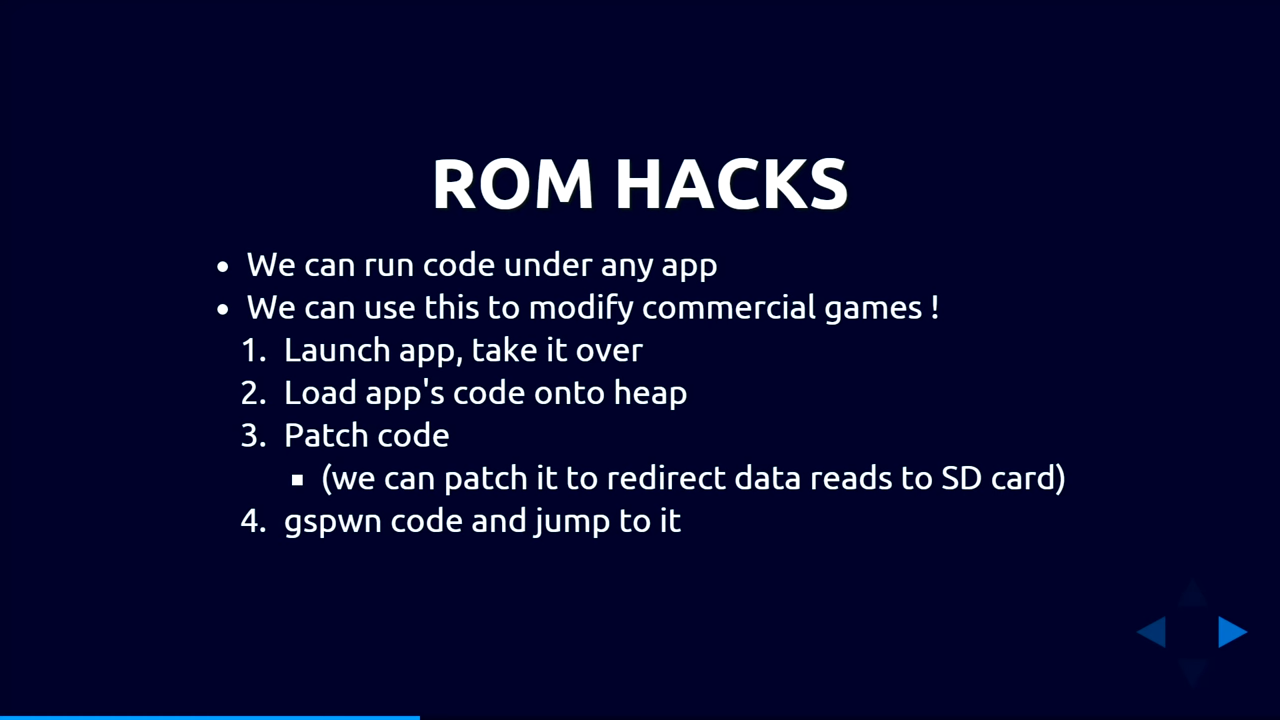 ROM HACKS
• We can run code under any app
• We can use this to modify commercial games !
1. Launch app, take it over
2. Load app's code onto heap
3. Patch code
▪ (we can patch it to redirect data reads to SD card)
4. gspwn code and jump to it